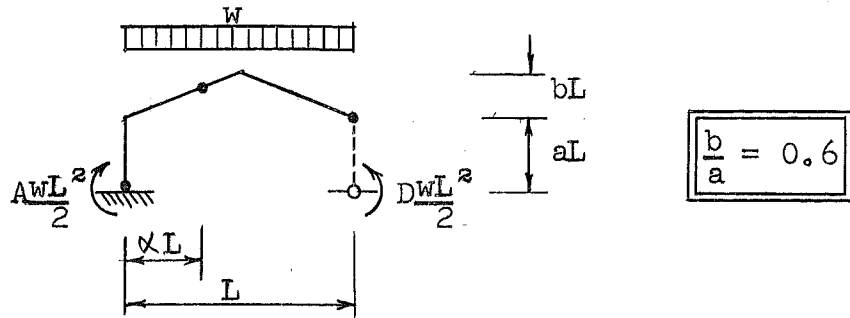 w
bL
aL
b/a = 0.6
AwL²/2
DwL²/2
αL
L